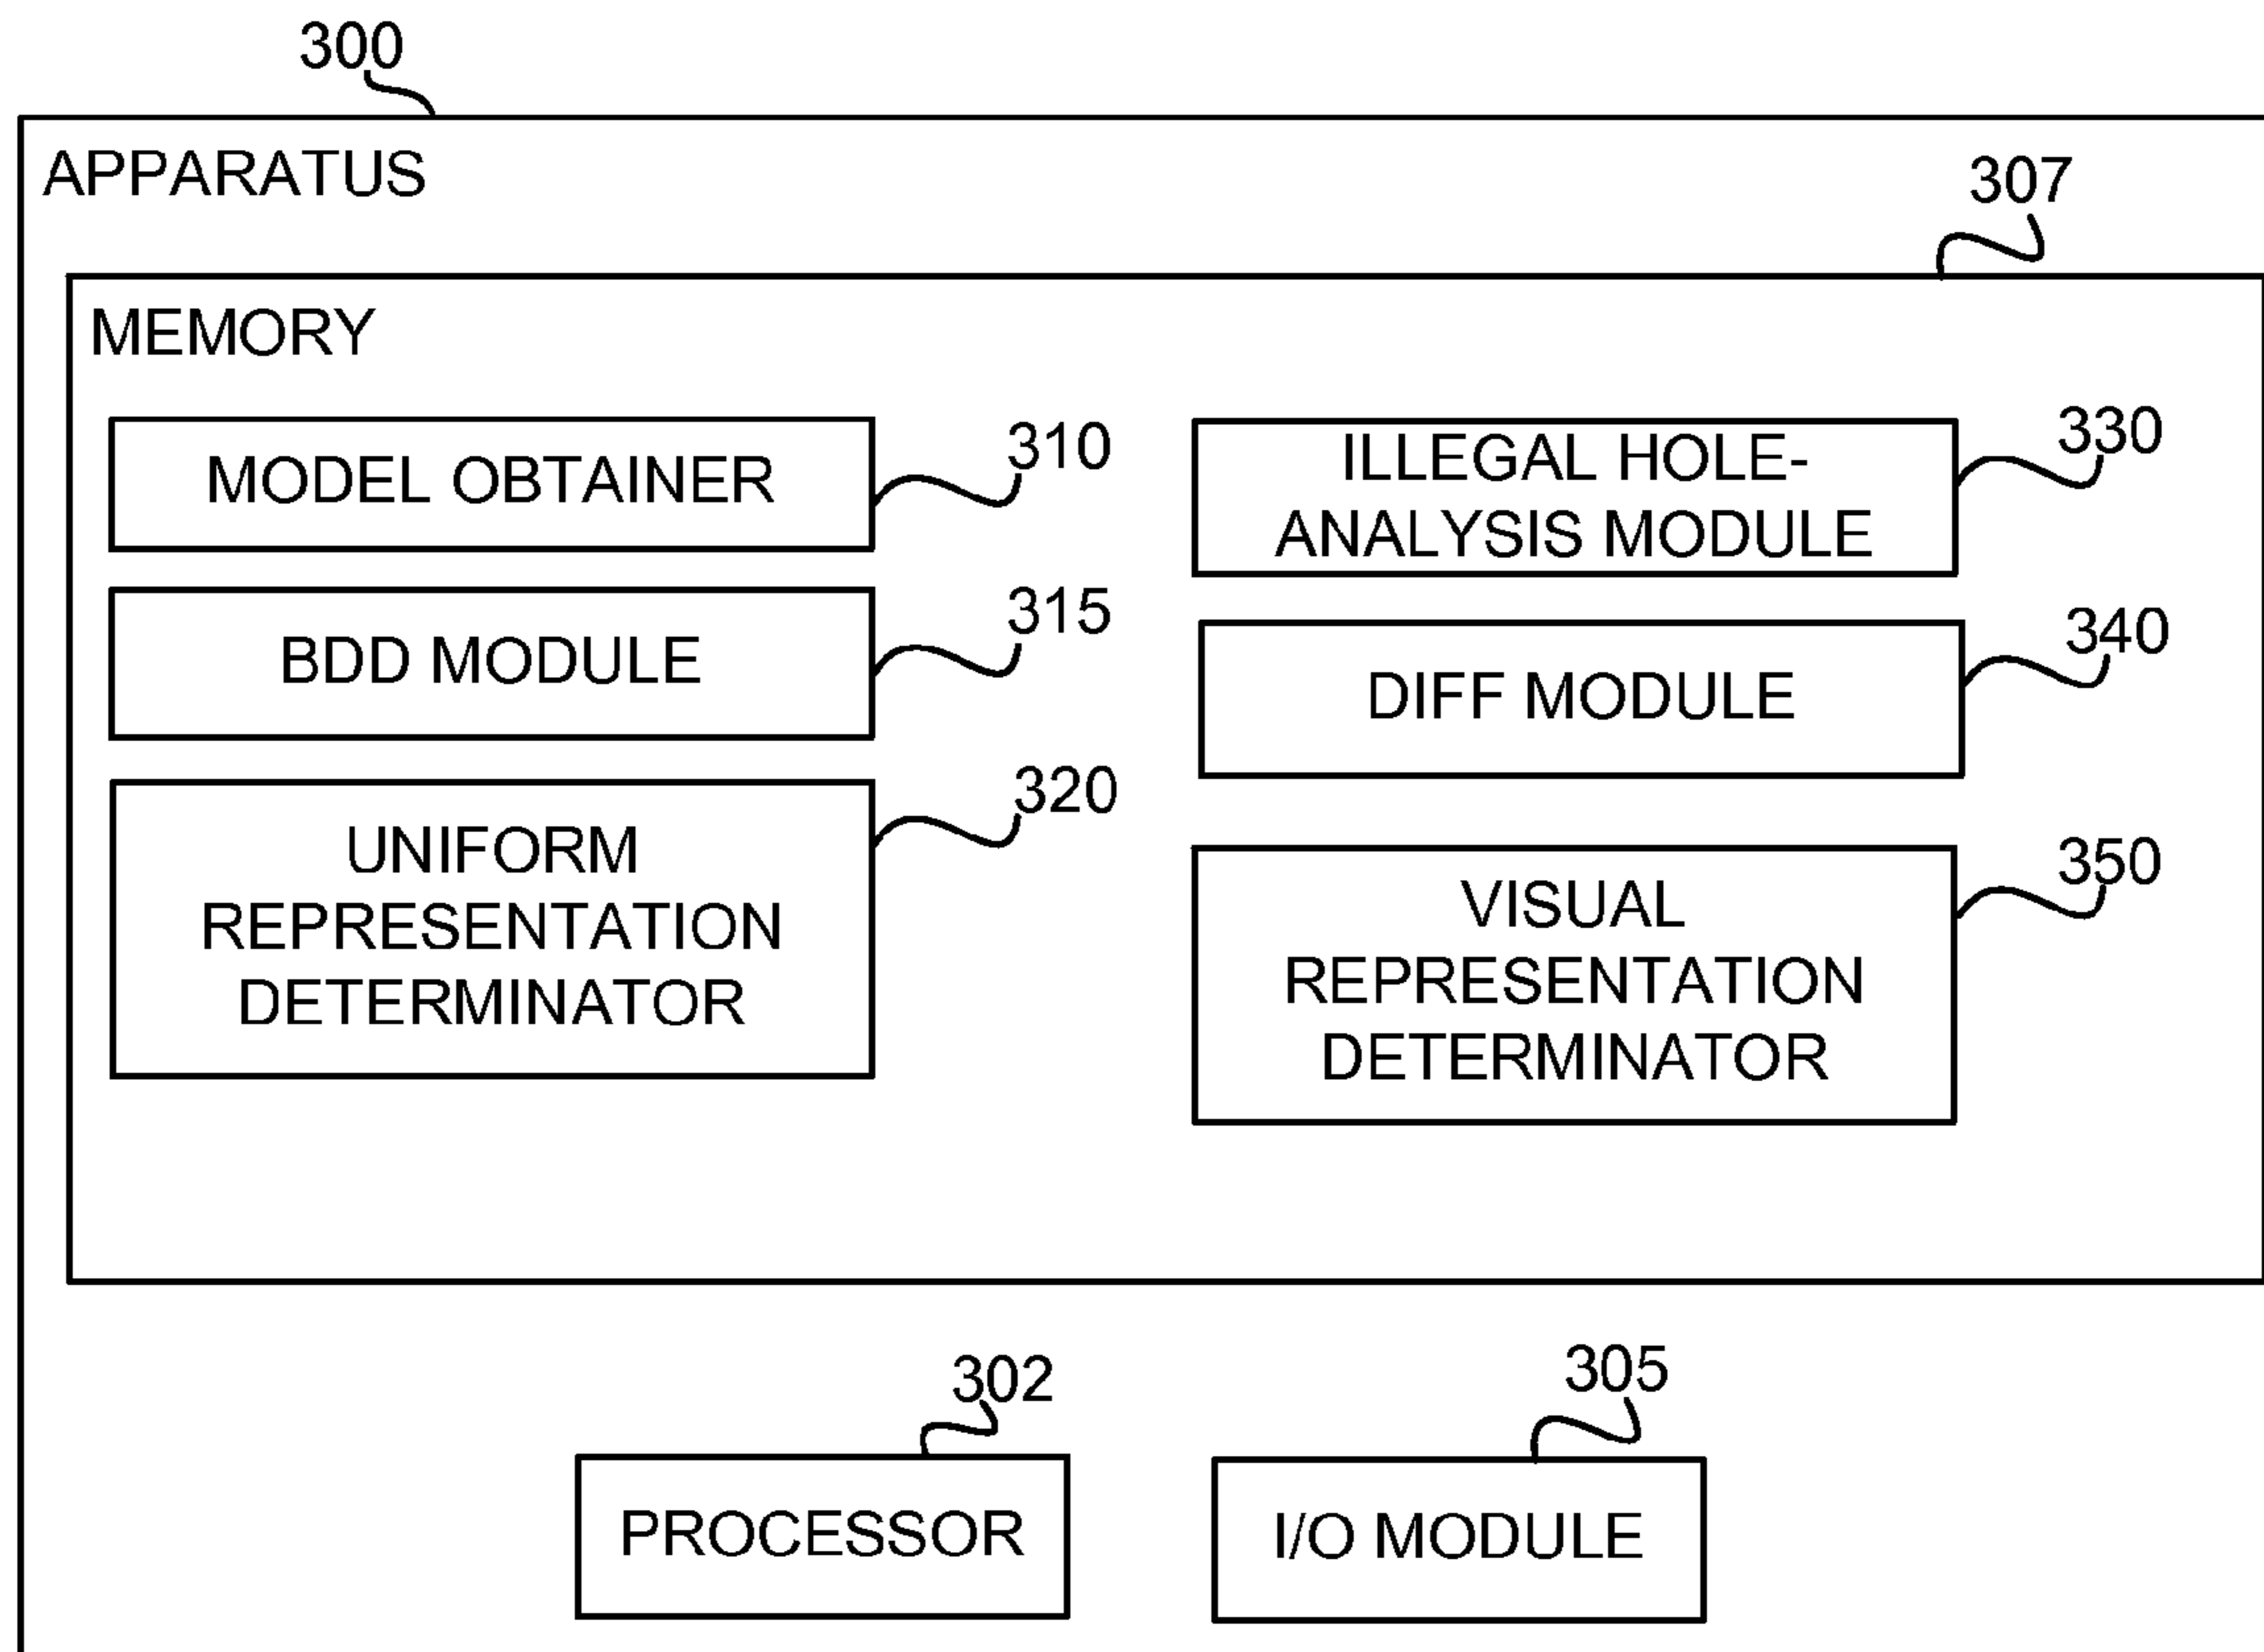 300
APPARATUS
307
MEMORY
MODEL OBTAINER
310
BDD MODULE
315
UNIFORM
REPRESENTATION
DETERMINATOR
320
ILLEGAL HOLE-
ANALYSIS MODULE
330
DIFF MODULE
340
VISUAL
REPRESENTATION
DETERMINATOR
350
302
PROCESSOR
305
I/O MODULE